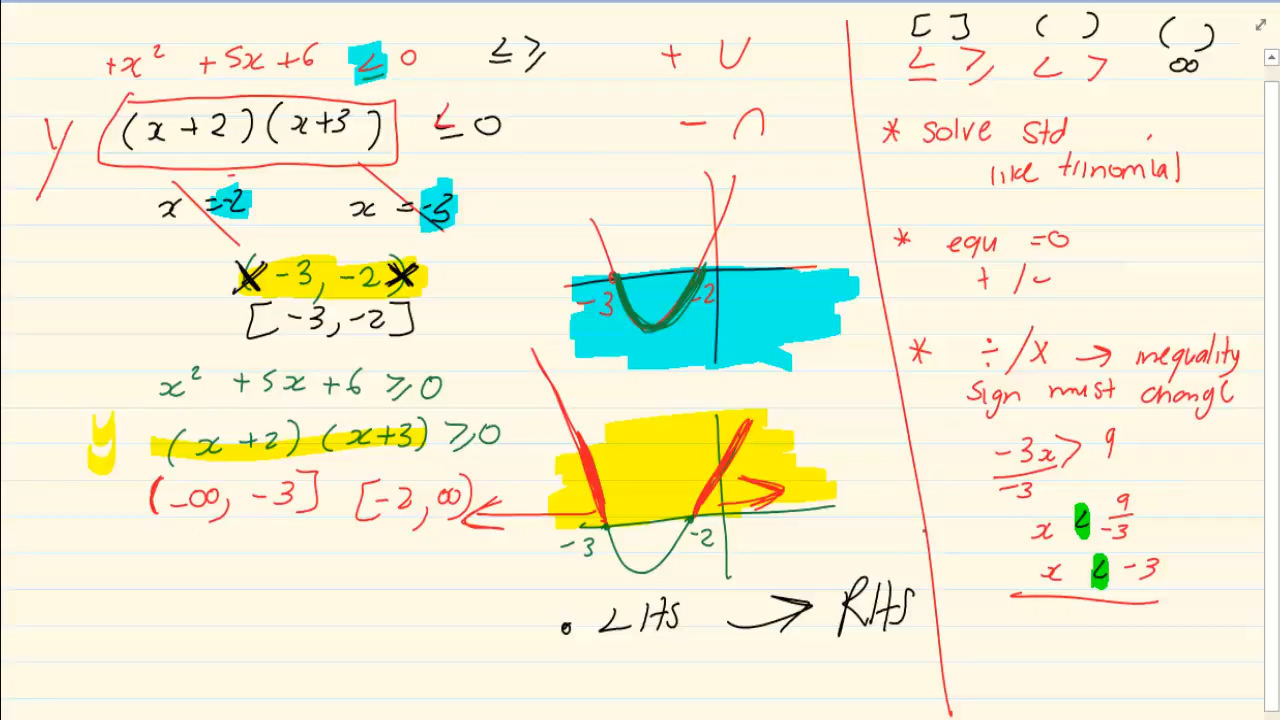 +x² + 5x + 6 ≤ 0 ≤ ≥
y (x + 2)(x + 3) ≤ 0
x = -2 x = -3
(-3, -2)
[-3, -2]
x² + 5x + 6 ≥ 0
y (x + 2)(x + 3) ≥ 0
(-∞, -3] [-2, ∞)
+ ∪
- ∩
-3 -2
-3 -2
• LHS → RHS
[ ] ( ) ( )
≤ ≥ < > ∞
* solve std
like trinomial
* equ = 0
+ / -
* ÷ / x → inequality
sign must change
-3x > 9
-3
x < 9
-3
x < -3